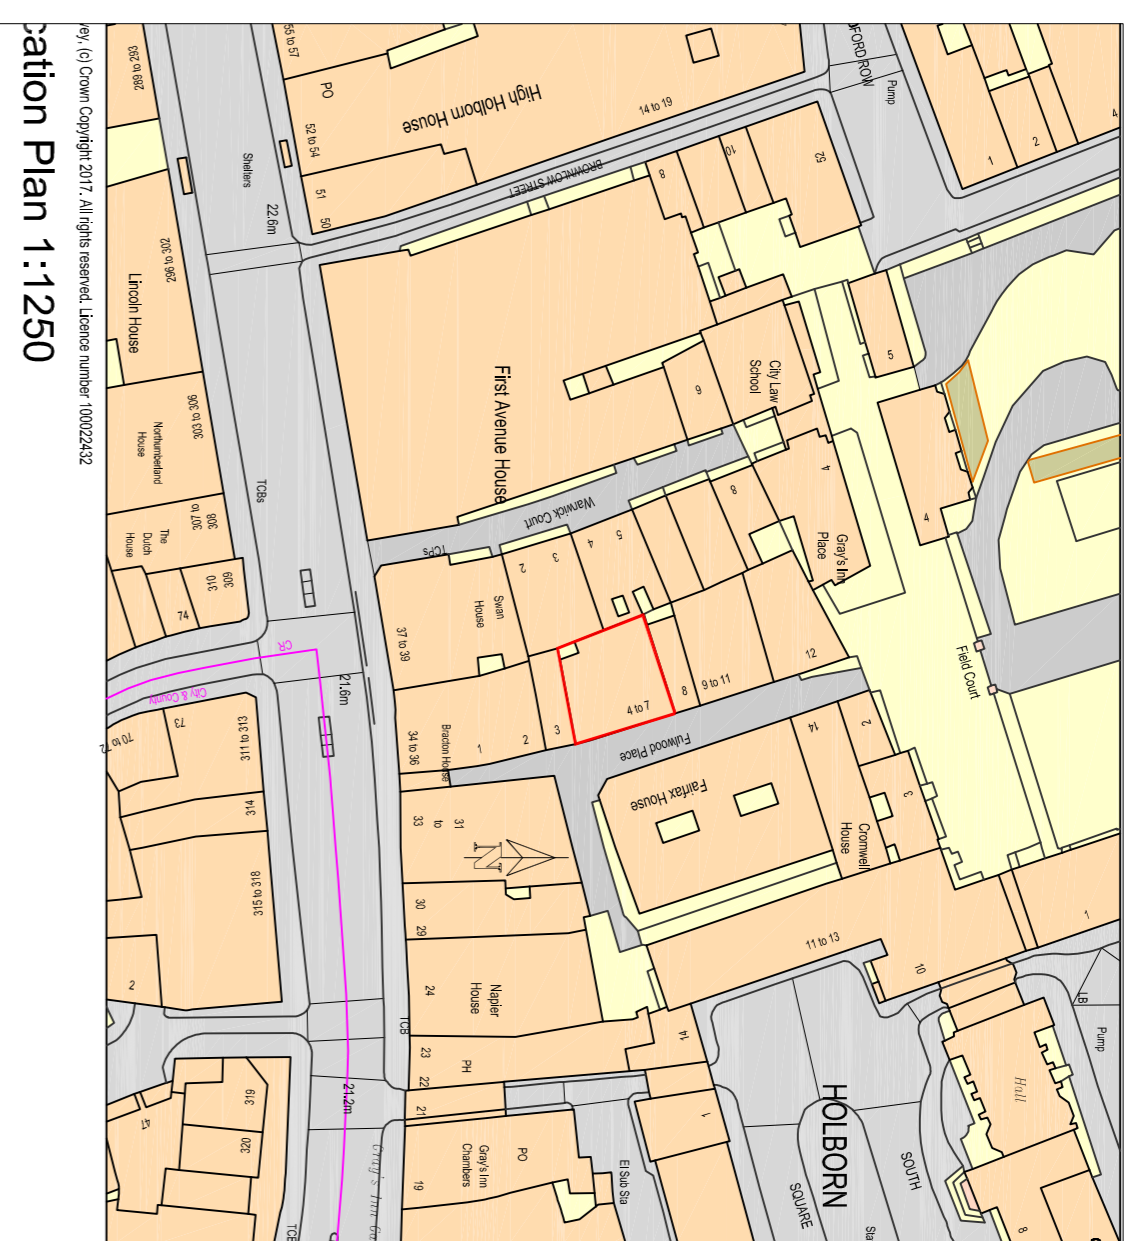 cation Plan 1:1250
vey, (c) Crown Copyright 2017. All rights reserved. Licence number 100022432
289 to 293
Shelters
22.6m
296 to 302
Lincoln House
303 to 306
Northumberland
House
TCBs
307 to
308
The
Dutch
House
309
310
74
CR
City & County
21.6m
73
70 to 72
311 to 313
314
315 to 318
2
319
320
47
21.2m
TCB
55 to 57
PO
52 to 54
High Holborn House
14 to 19
51
50
BROWNLOW STREET
8
10
52
Pump
1
2
4
First Avenue House
9
City Law
School
5
4
4
Gray's Inn
Place
Warwick Court
TCPs
8
5
4
3
2
Swan
House
37 to 39
34 to 36
Bracton House
1
2
3
4 to 7
8
9 to 11
12
Fulwood Place
Field Court
Fairfax House
14
2
3
Cromwell
House
31
to
33
N
30
29
24
Napier
House
11 to 13
10
1
LB
Pump
Hall
23
22
PH
14
21
1
Gray's Inn
Chambers
PO
19
El Sub Sta
HOLBORN
SOUTH
SQUARE
8